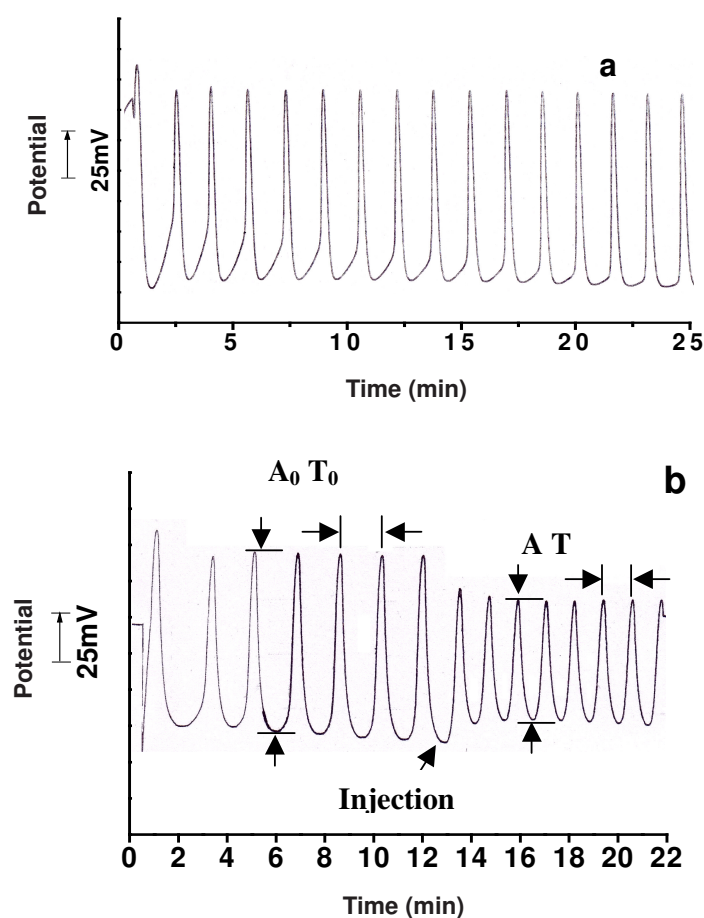 a
Potential
25mV
0 5 10 15 20 25
Time (min)
b
A₀ T₀
A T
Potential
25mV
Injection
0 2 4 6 8 10 12 14 16 18 20 22
Time (min)